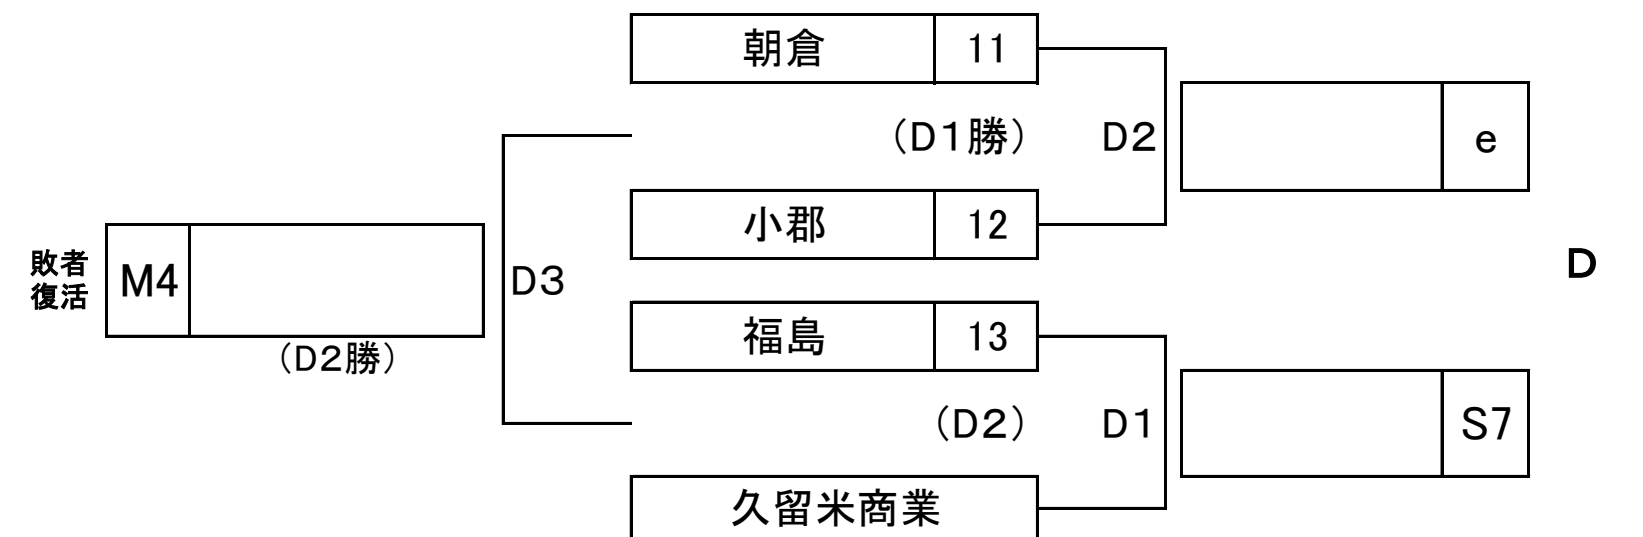 朝倉 11
(D1勝) D2
e
小郡 12
敗者
復活
M4
D3
D
福島 13
(D2勝)
(D2) D1
S7
久留米商業